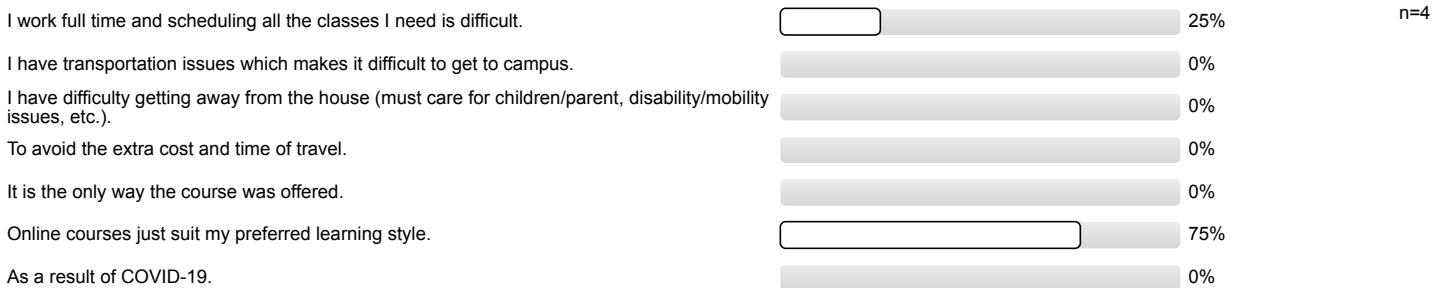 I work full time and scheduling all the classes I need is difficult. 25% n=4
I have transportation issues which makes it difficult to get to campus. 0%
I have difficulty getting away from the house (must care for children/parent, disability/mobility
issues, etc.). 0%
To avoid the extra cost and time of travel. 0%
It is the only way the course was offered. 0%
Online courses just suit my preferred learning style. 75%
As a result of COVID-19. 0%